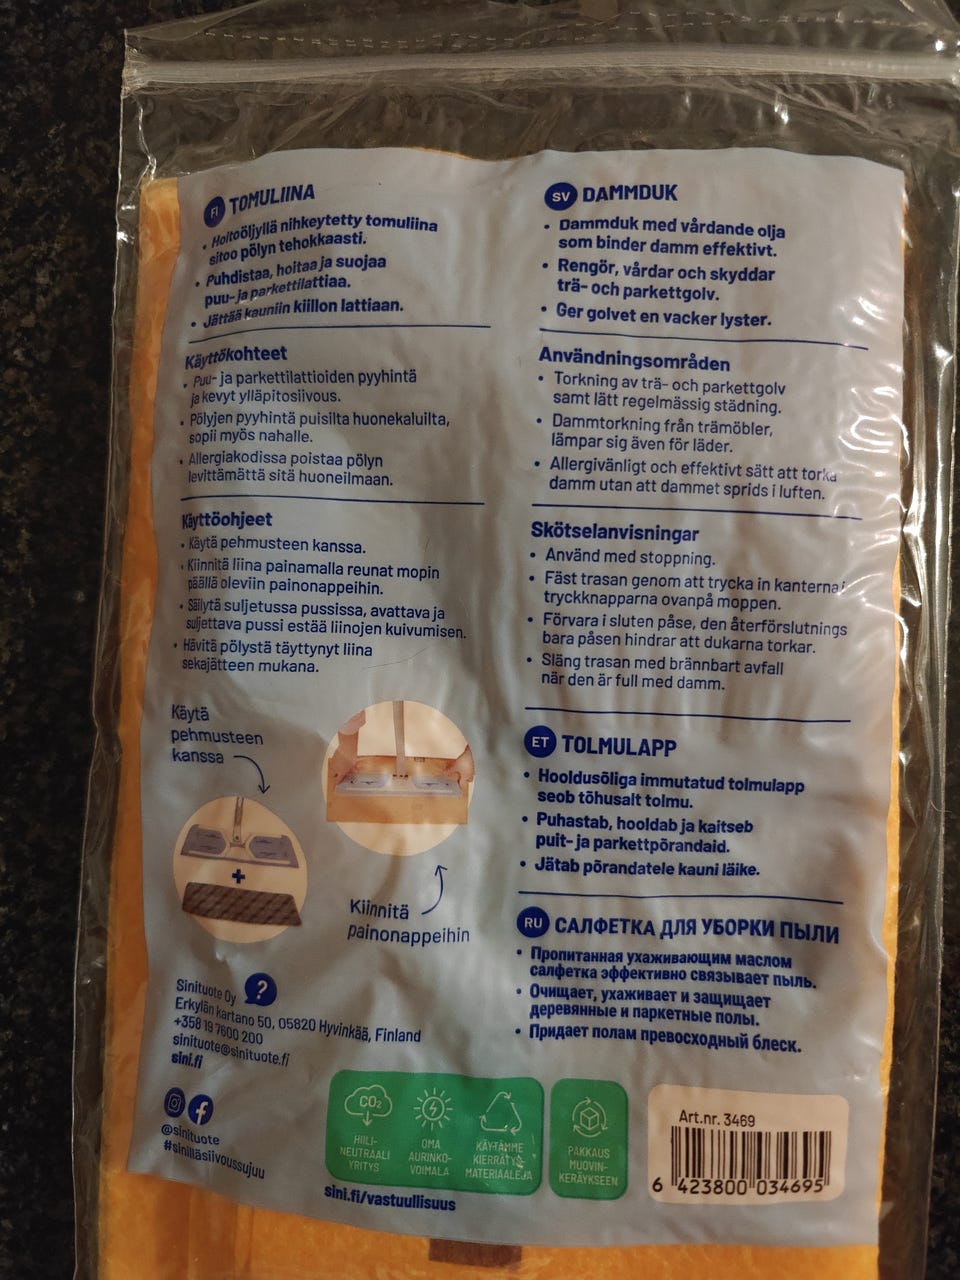 FI TOMULIINA
• Hoitoöljyllä nihkeytetty tomuliina
sitoo pölyn tehokkaasti.
• Puhdistaa, hoitaa ja suojaa
puu- ja parkettilattiaa.
• Jättää kauniin kiillon lattiaan.
Käyttökohteet
• Puu- ja parkettilattioiden pyyhintä
ja kevyt ylläpitosiivous.
• Pölyjen pyyhintä puisilta huonekaluilta,
sopii myös nahalle.
• Allergiakodissa poistaa pölyn
levittämättä sitä huoneilmaan.
Käyttöohjeet
• Käytä pehmusteen kanssa.
• Kiinnitä liina painamalla reunat mopin
päällä oleviin painonappeihin.
• Säilytä suljetussa pussissa, avattava ja
suljettava pussi estää liinojen kuivumisen.
• Hävitä pölystä täyttynyt liina
sekajätteen mukana.
Käytä
pehmusteen
kanssa
+
Kiinnitä
painonappeihin
Sinituote Oy ?
Erkylän kartano 50, 05820 Hyvinkää, Finland
+358 19 7600 200
sinituote@sinituote.fi
sini.fi
@sinituote
#sinilläsiivoussujuu
SV DAMMDUK
• Dammduk med vårdande olja
som binder damm effektivt.
• Rengör, vårdar och skyddar
trä- och parkettgolv.
• Ger golvet en vacker lyster.
Användningsområden
• Torkning av trä- och parkettgolv
samt lätt regelmässig städning.
• Dammtorkning från trämöbler,
lämpar sig även för läder.
• Allergivänligt och effektivt sätt att torka
damm utan att dammet sprids i luften.
Skötselanvisningar
• Använd med stoppning.
• Fäst trasan genom att trycka in kanterna i
tryckknapparna ovanpå moppen.
• Förvara i sluten påse, den återförslutnings
bara påsen hindrar att dukarna torkar.
• Släng trasan med brännbart avfall
när den är full med damm.
ET TOLMULAPP
• Hooldusõliga immutatud tolmulapp
seob tõhusalt tolmu.
• Puhastab, hooldab ja kaitseb
puit- ja parkettpõrandaid.
• Jätab põrandatele kauni läike.
RU САЛФЕТКА ДЛЯ УБОРКИ ПЫЛИ
• Пропитанная ухаживающим маслом
салфетка эффективно связывает пыль.
• Очищает, ухаживает и защищает
деревянные и паркетные полы.
• Придает полам превосходный блеск.
CO2
HIILI-
NEUTRAALI
YRITYS
OMA
AURINKO-
VOIMALA
KÄYTÄMME
KIERRÄTYS
MATERIAALEJA
PAKKAUS
MUOVIN-
KERÄYKSEEN
sini.fi/vastuullisuus
Art.nr. 3469
6 423800 034695